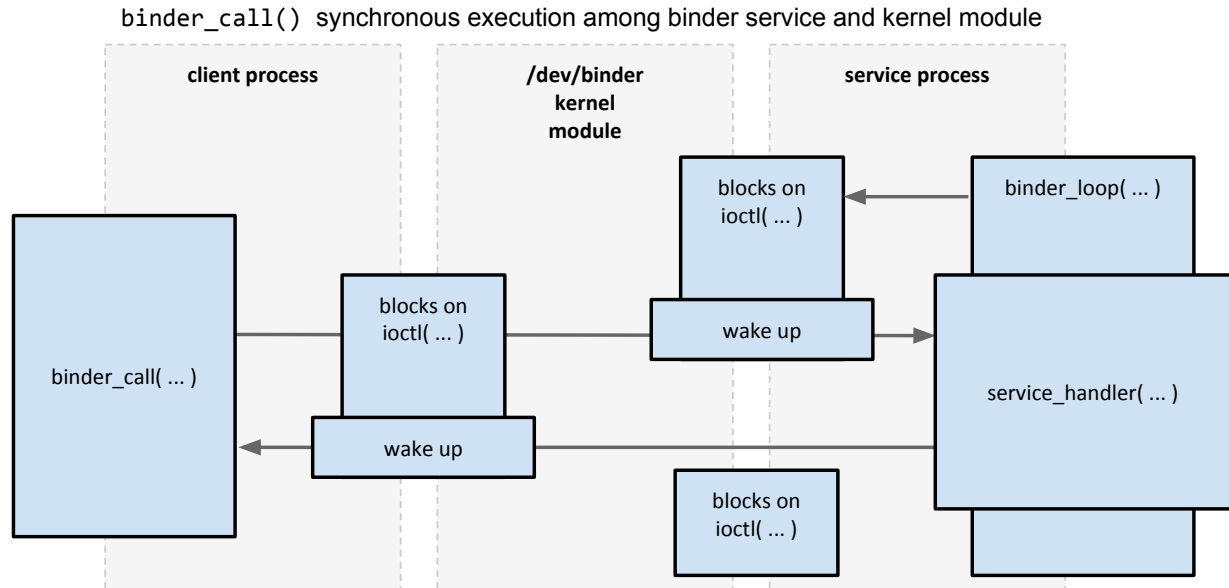 binder_call() synchronous execution among binder service and kernel module
client process
/dev/binder
kernel
module
service process
blocks on
ioctl( ... )
binder_loop( ... )
blocks on
ioctl( ... )
wake up
binder_call( ... )
service_handler( ... )
wake up
blocks on
ioctl( ... )